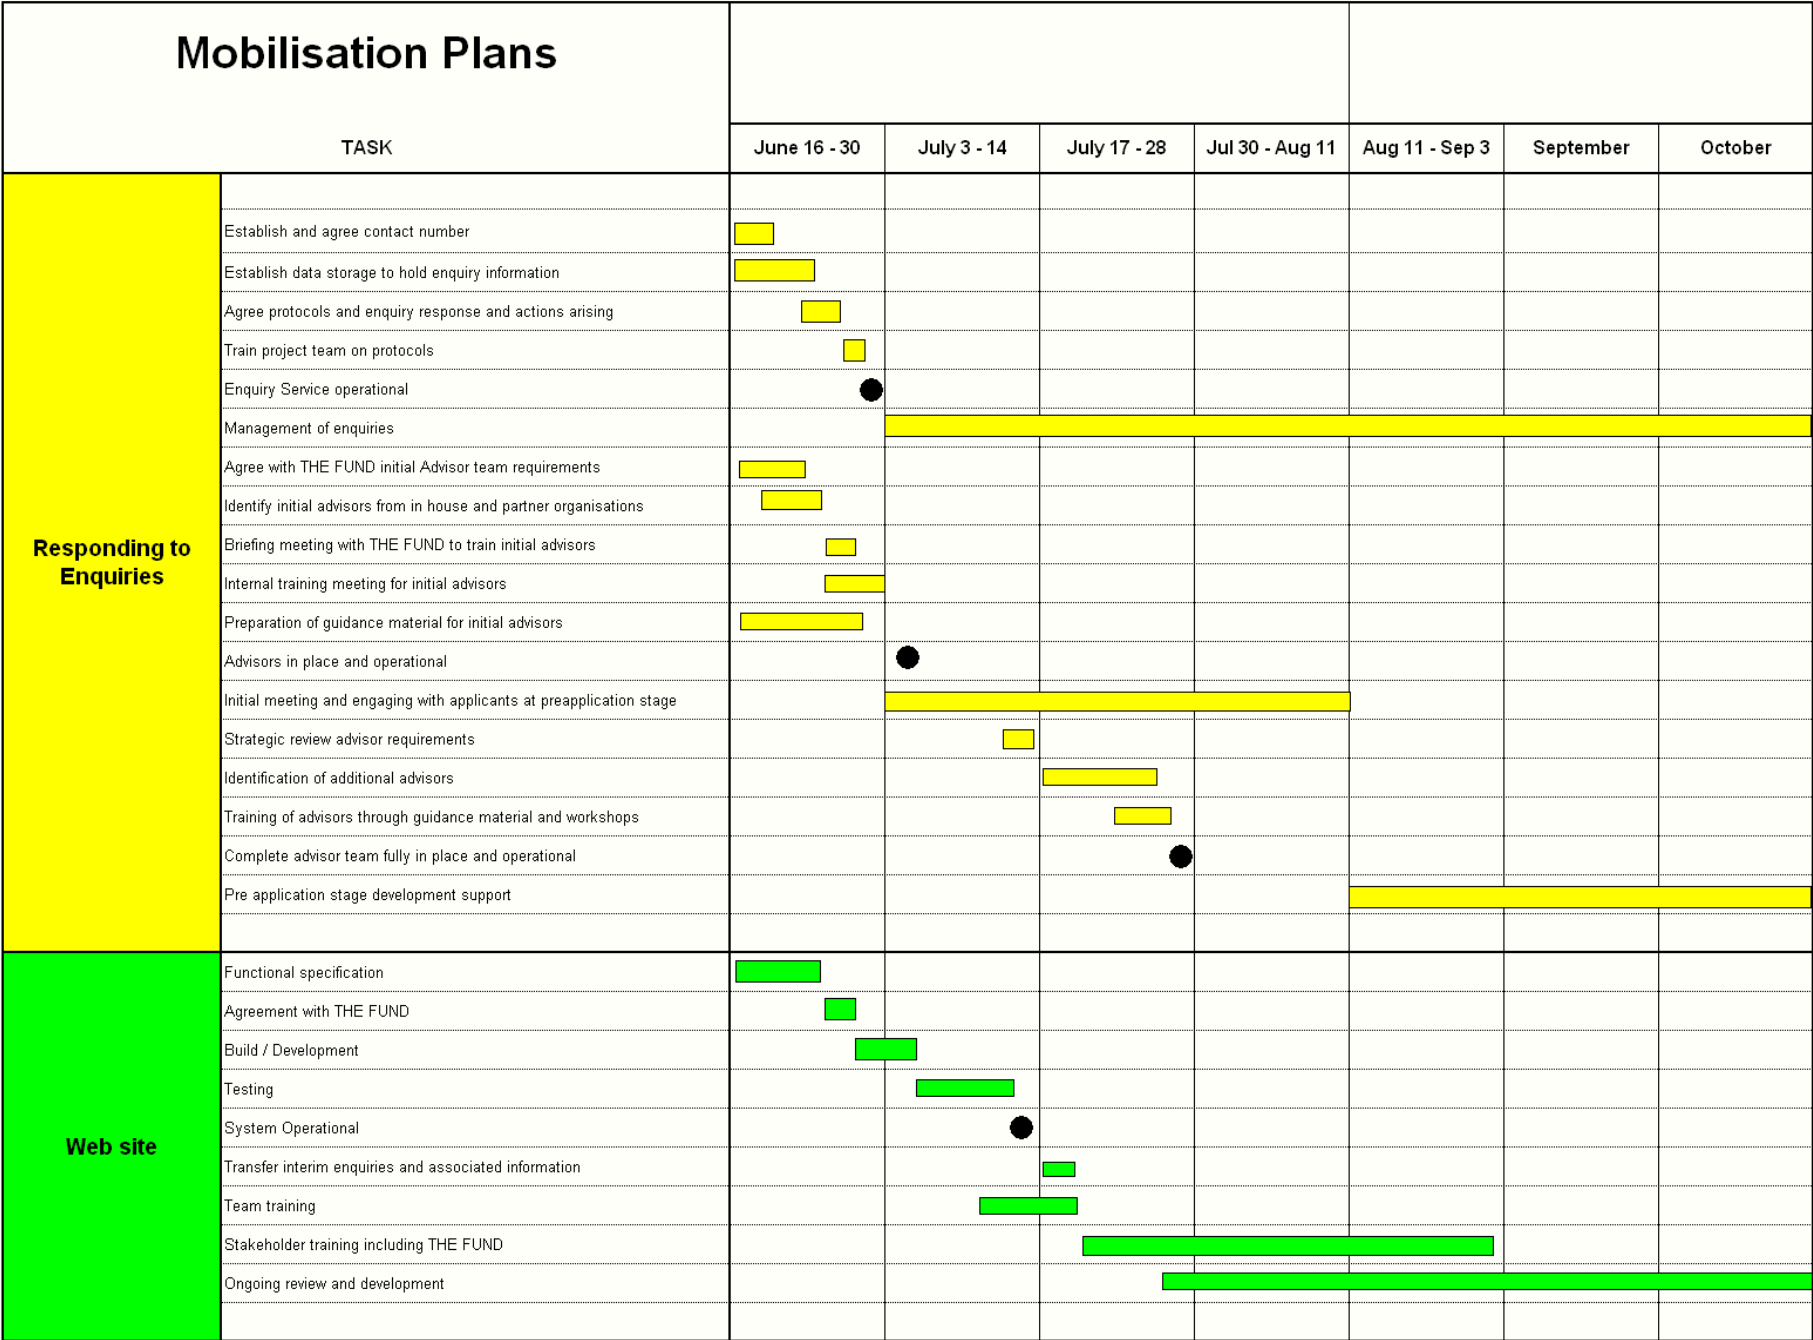 Mobilisation Plans
TASK
June 16 - 30
July 3 - 14
July 17 - 28
Jul 30 - Aug 11
Aug 11 - Sep 3
September
October
Responding to
Enquiries
Establish and agree contact number
Establish data storage to hold enquiry information
Agree protocols and enquiry response and actions arising
Train project team on protocols
Enquiry Service operational
Management of enquiries
Agree with THE FUND initial Advisor team requirements
Identify initial advisors from in house and partner organisations
Briefing meeting with THE FUND to train initial advisors
Internal training meeting for initial advisors
Preparation of guidance material for initial advisors
Advisors in place and operational
Initial meeting and engaging with applicants at preapplication stage
Strategic review advisor requirements
Identification of additional advisors
Training of advisors through guidance material and workshops
Complete advisor team fully in place and operational
Pre application stage development support
Web site
Functional specification
Agreement with THE FUND
Build / Development
Testing
System Operational
Transfer interim enquiries and associated information
Team training
Stakeholder training including THE FUND
Ongoing review and development